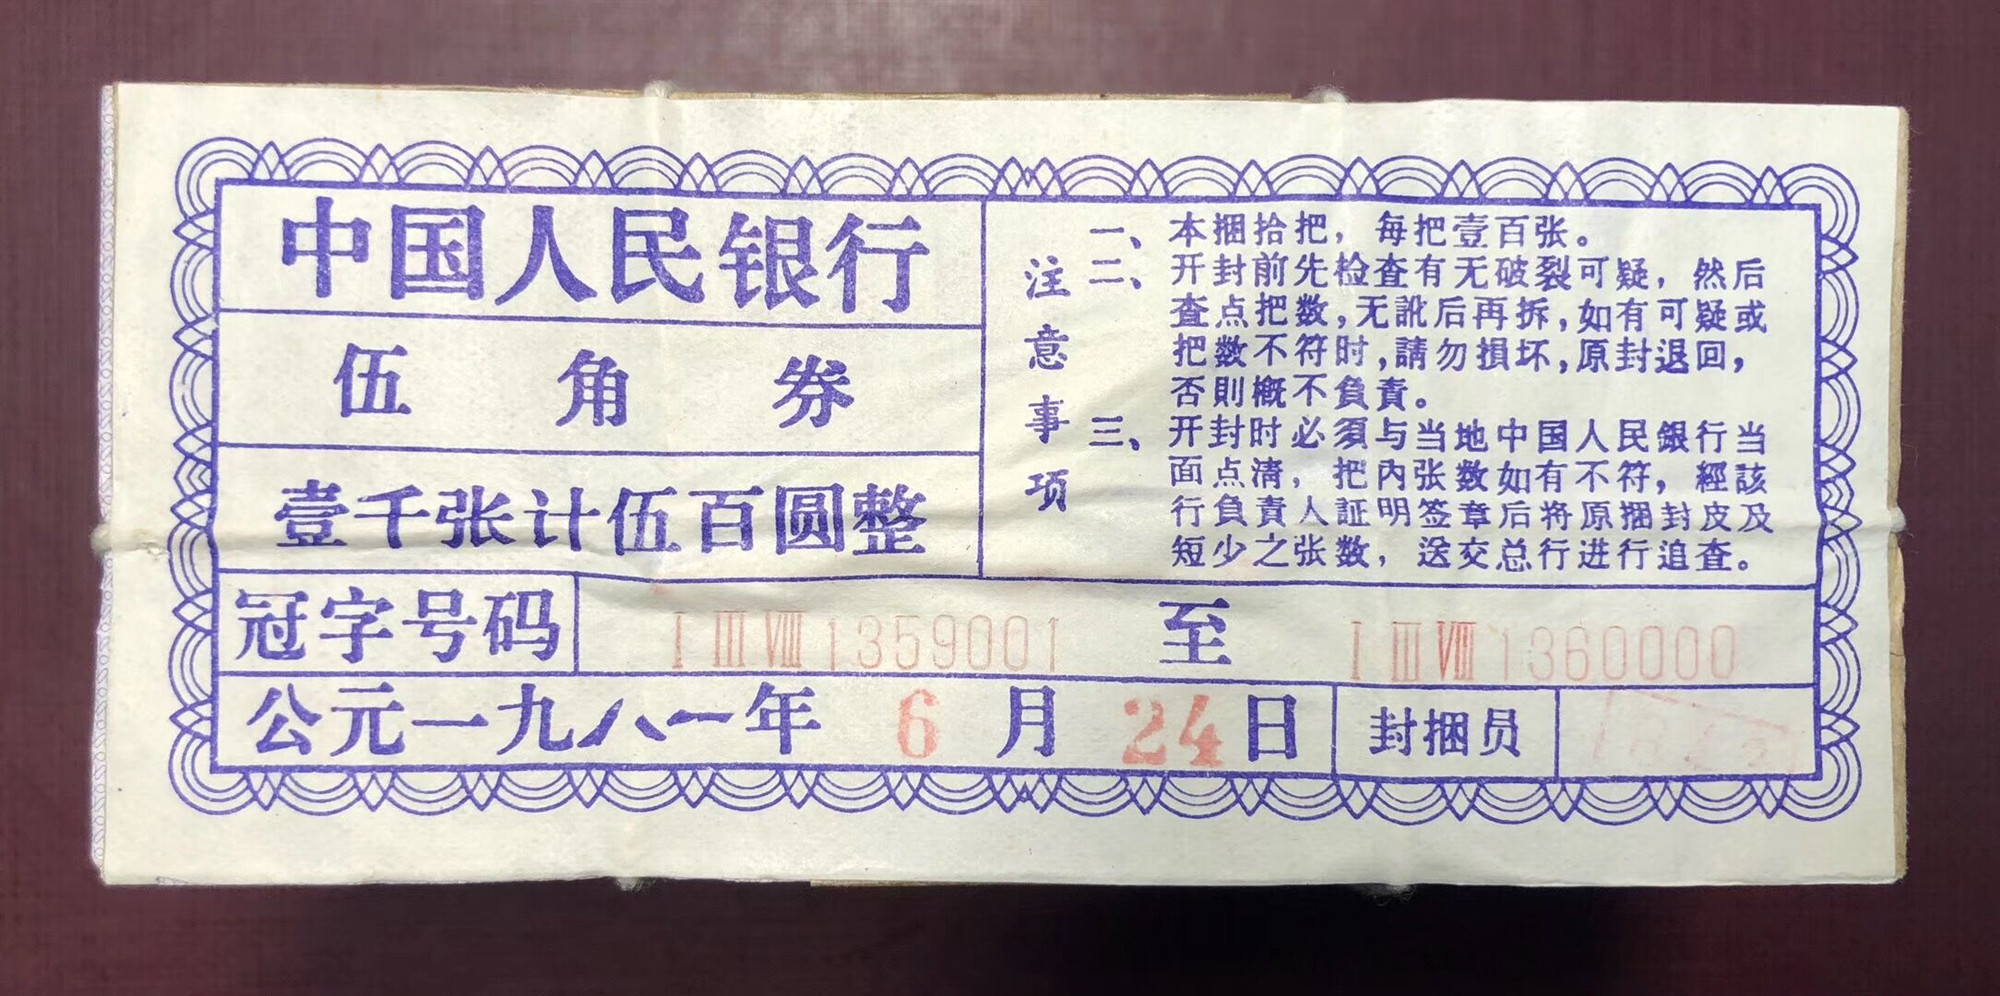 中国人民银行
伍角券
壹千张计伍百圆整
注意事项
一、本捆拾把，每把壹百张。
二、开封前先检查有无破裂可疑，然后
查点把数，无訛后再拆，如有可疑或
把数不符时，請勿損坏，原封退回，
否則概不負責。
三、开封时必須与当地中国人民銀行当
面点清，把内张数如有不符，經該
行負責人証明签章后将原捆封皮及
短少之张数，送交总行进行追查。
冠字号码 I III VIII 1359001 至 I III VIII 1360000
公元一九八一年 6 月 24 日 封捆员